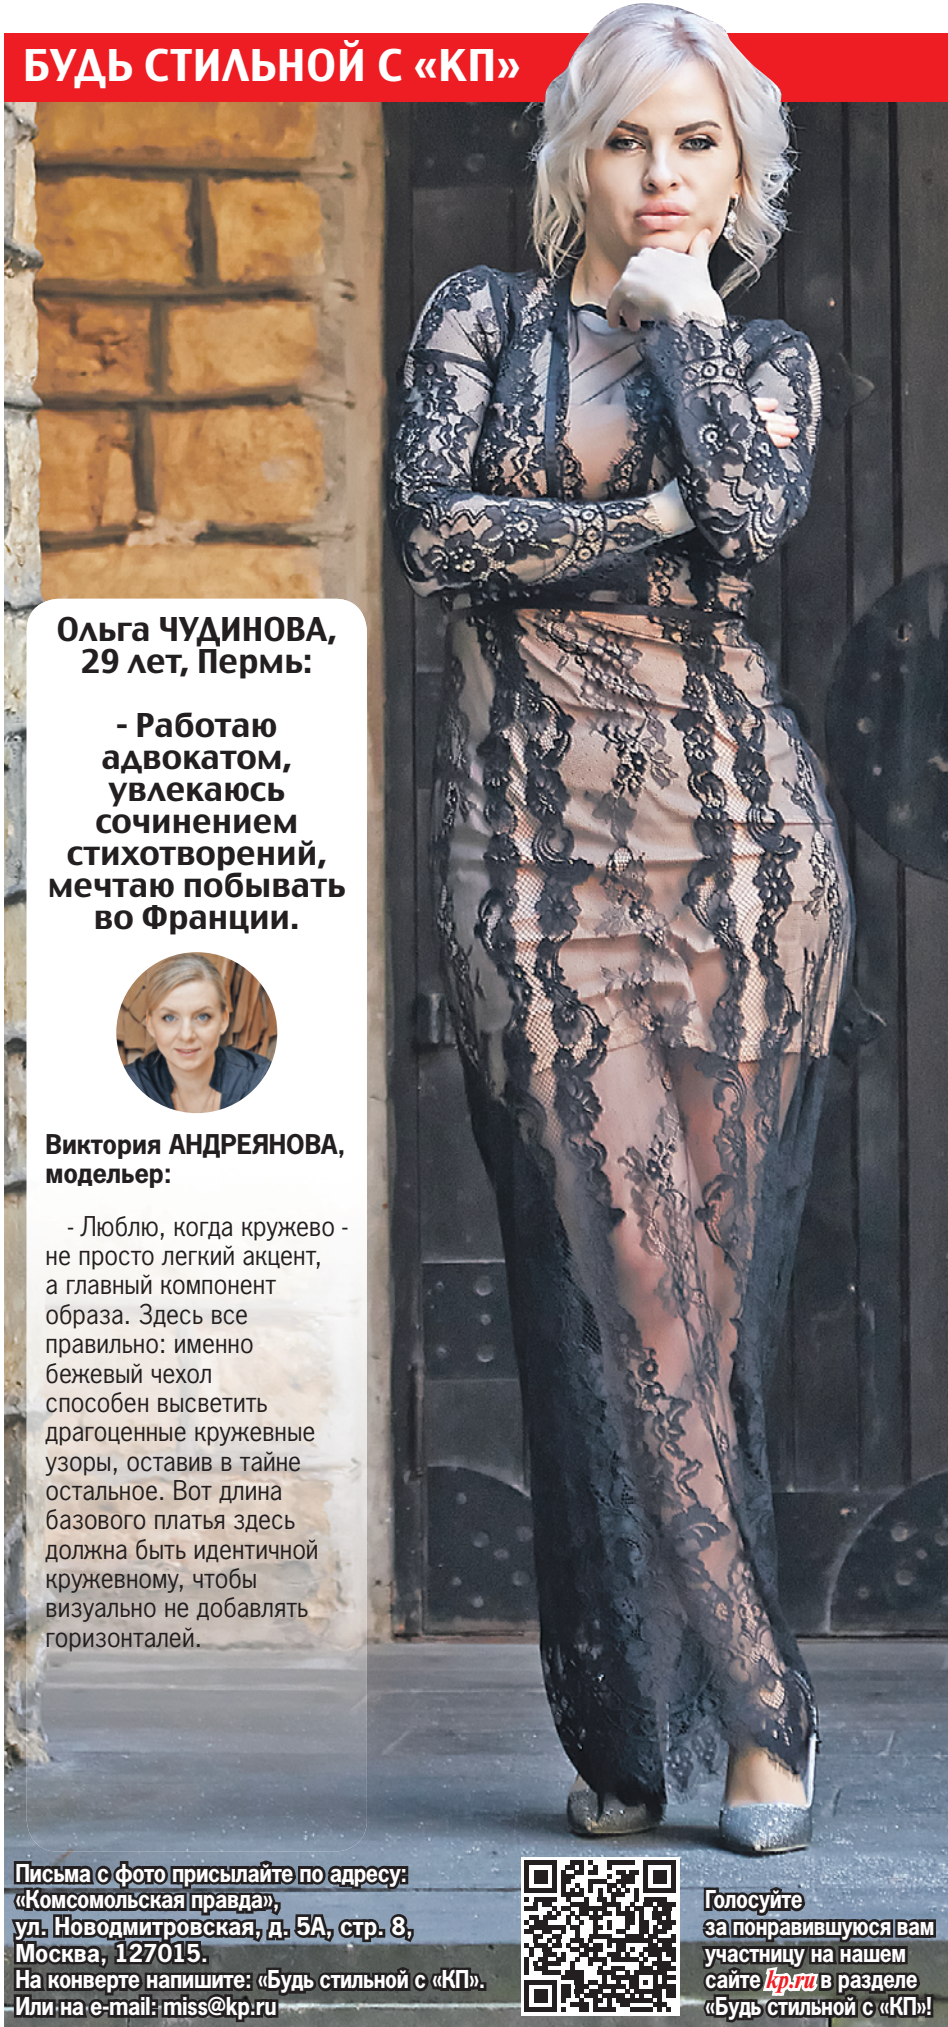 БУДЬ СТИЛЬНОЙ С «КП»
Ольга ЧУДИНОВА,
29 лет, Пермь:
- Работаю
адвокатом,
увлекаюсь
сочинением
стихотворений,
мечтаю побывать
во Франции.
Виктория АНДРЕЯНОВА,
модельер:
- Люблю, когда кружево -
не просто легкий акцент,
а главный компонент
образа. Здесь все
правильно: именно
бежевый чехол
способен высветить
драгоценные кружевные
узоры, оставив в тайне
остальное. Вот длина
базового платья здесь
должна быть идентичной
кружевному, чтобы
визуально не добавлять
горизонталей.
Письма с фото присылайте по адресу:
«Комсомольская правда»,
ул. Новодмитровская, д. 5А, стр. 8,
Москва, 127015.
На конверте напишите: «Будь стильной с «КП».
Или на e-mail: miss@kp.ru
Голосуйте
за понравившуюся вам
участницу на нашем
сайте kp.ru в разделе
«Будь стильной с «КП»!